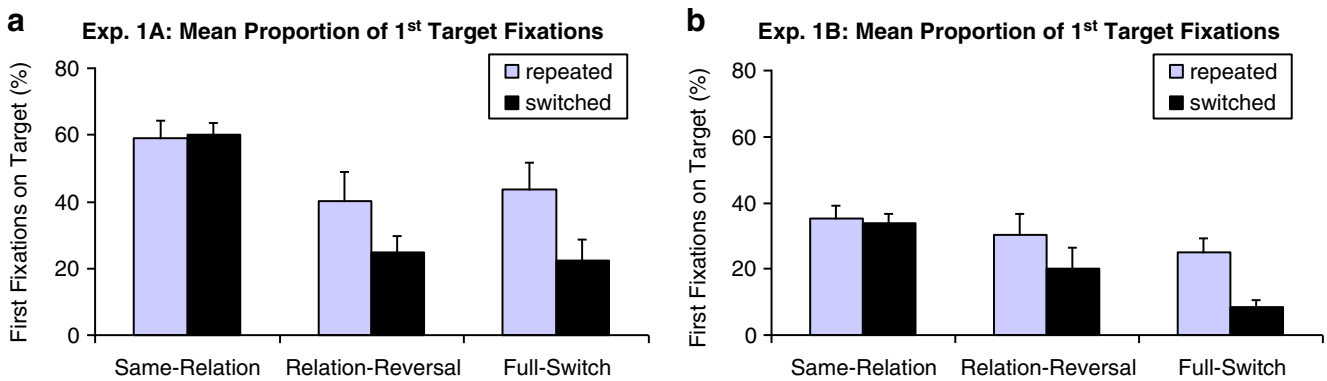 a
Exp. 1A: Mean Proportion of 1st Target Fixations
First Fixations on Target (%)
80
60
40
20
0
repeated
switched
Same-Relation
Relation-Reversal
Full-Switch
b
Exp. 1B: Mean Proportion of 1st Target Fixations
First Fixations on Target (%)
80
60
40
20
0
repeated
switched
Same-Relation
Relation-Reversal
Full-Switch